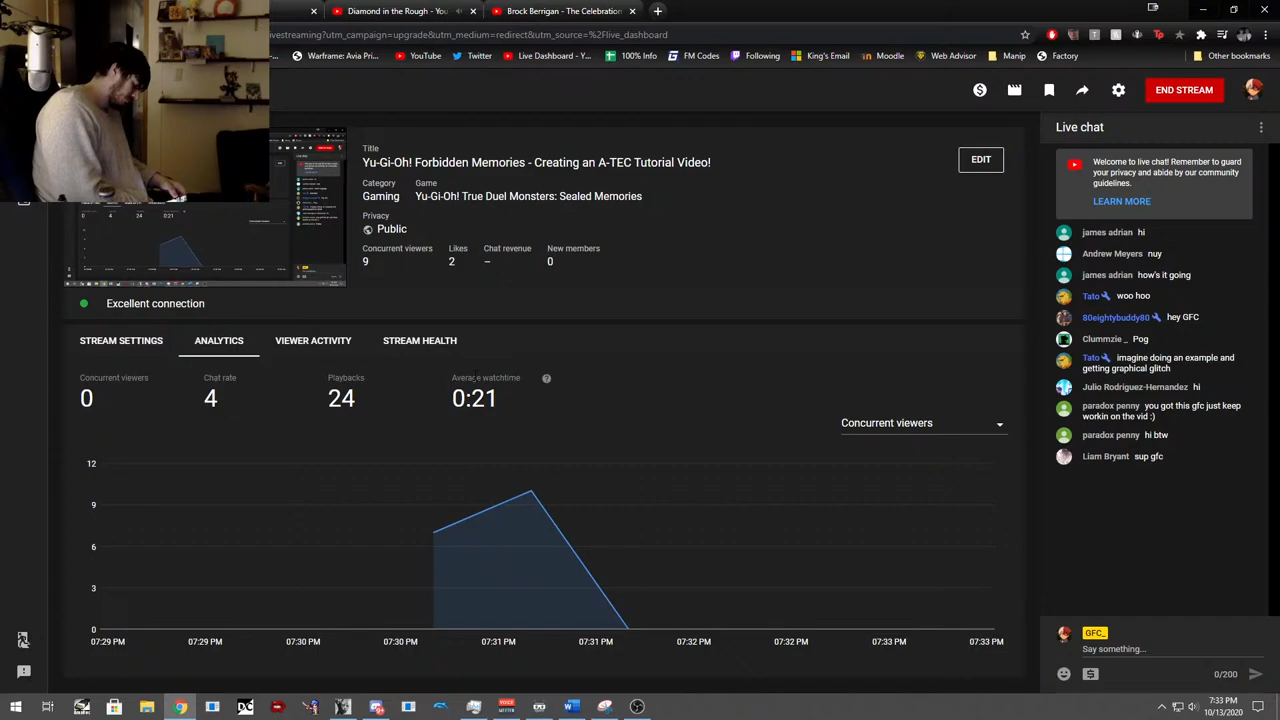 Diamond in the Rough - You
Brock Berrigan - The Celebration
ivestreaming?utm_campaign=upgrade&utm_medium=redirect&utm_source=%2Flive_dashboard
Warframe: Avia Pri... YouTube Twitter Live Dashboard - Y... 100% Info FM Codes Following King's Email Moodle Web Advisor Manip Factory Other bookmarks
END STREAM
Title
Yu-Gi-Oh! Forbidden Memories - Creating an A-TEC Tutorial Video!
EDIT
Category Game
Gaming Yu-Gi-Oh! True Duel Monsters: Sealed Memories
Privacy
Public
Concurrent viewers Likes Chat revenue New members
9 2 – 0
Excellent connection
STREAM SETTINGS ANALYTICS VIEWER ACTIVITY STREAM HEALTH
Concurrent viewers Chat rate Playbacks Average watchtime
0 4 24 0:21
Concurrent viewers
12
9
6
3
0
07:29 PM 07:29 PM 07:30 PM 07:30 PM 07:31 PM 07:31 PM 07:32 PM 07:32 PM 07:33 PM 07:33 PM
Live chat
Welcome to live chat! Remember to guard
your privacy and abide by our community
guidelines.
LEARN MORE
james adrian hi
Andrew Meyers nuy
james adrian how's it going
Tato woo hoo
80eightybuddy80 hey GFC
Clummzie _ Pog
Tato imagine doing an example and
getting graphical glitch
Julio Rodriguez-Hernandez hi
paradox penny you got this gfc just keep
workin on the vid :)
paradox penny hi btw
Liam Bryant sup gfc
GFC_
Say something...
0/200
7:33 PM
10/13/2020